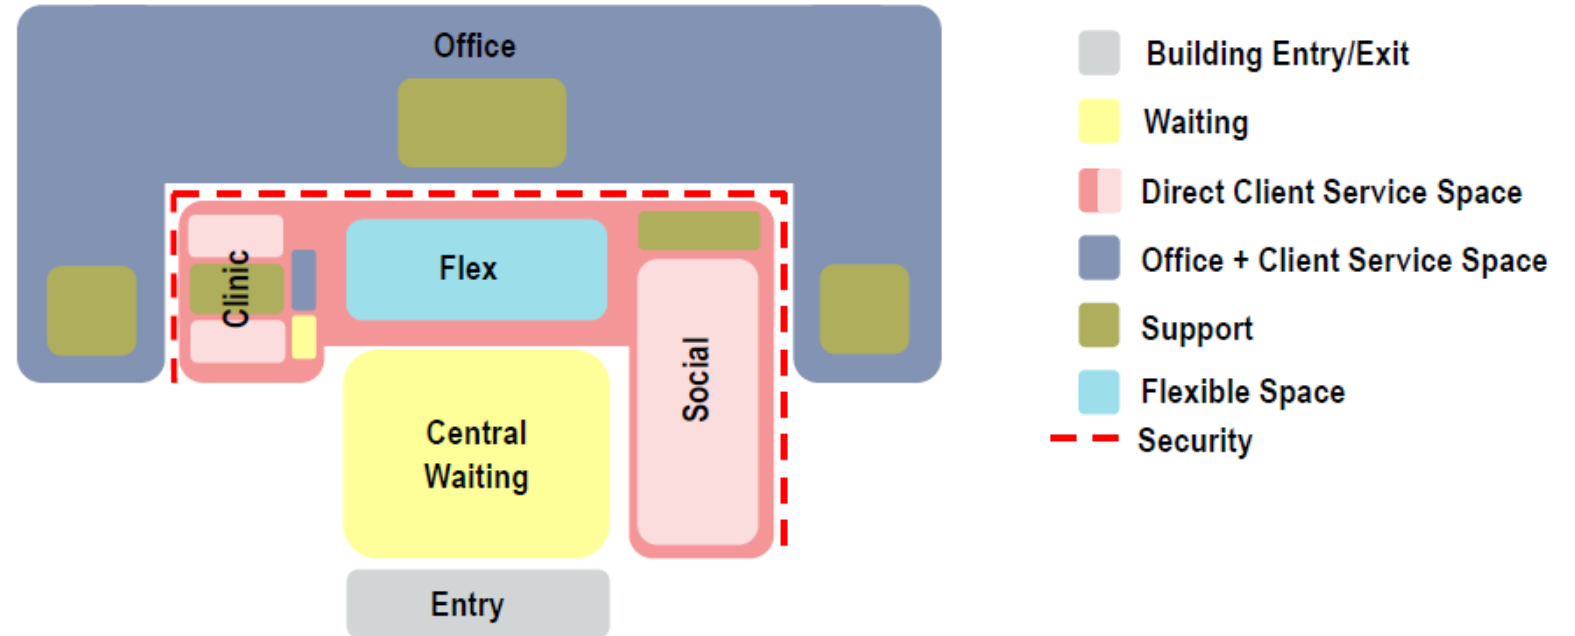 Office
Clinic
Flex
Social
Central
Waiting
Entry
Building Entry/Exit
Waiting
Direct Client Service Space
Office + Client Service Space
Support
Flexible Space
Security